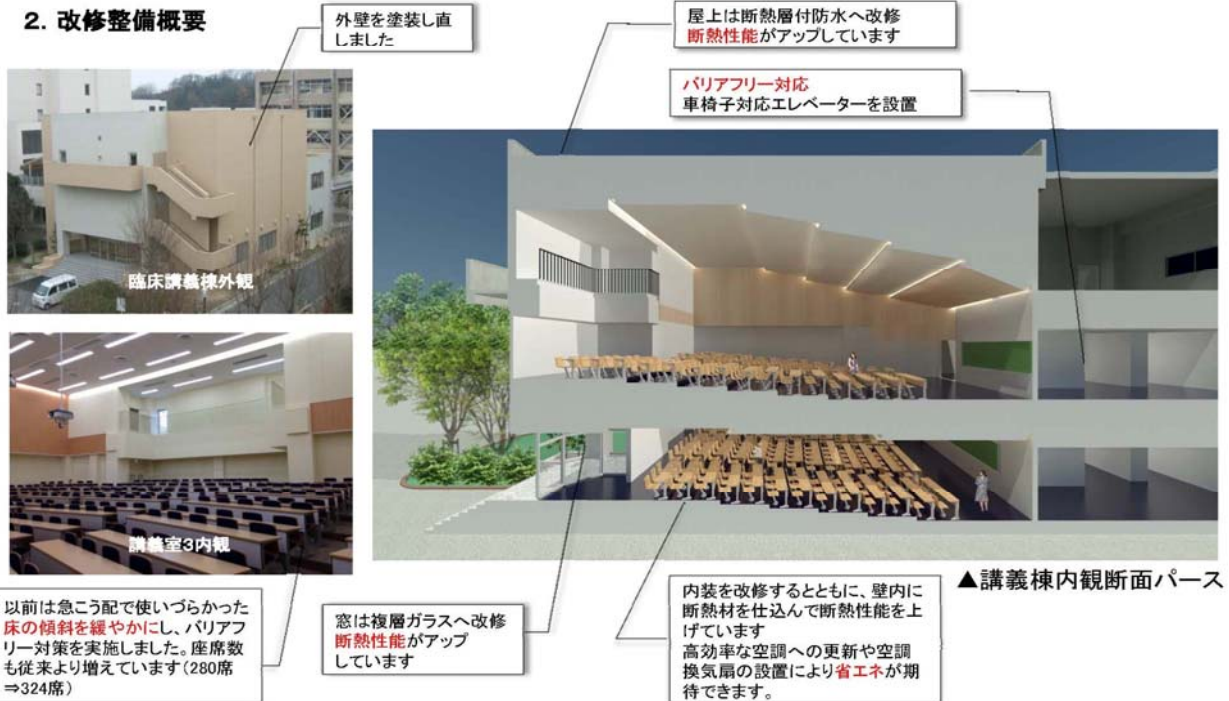 2. 改修整備概要
外壁を塗装し直
しました
屋上は断熱層付防水へ改修
断熱性能がアップしています
バリアフリー対応
車椅子対応エレベーターを設置
臨床講義棟外観
講義室3内観
▲講義棟内観断面パース
以前は急こう配で使いづらかった
床の傾斜を緩やかにし、バリアフ
リー対策を実施しました。座席数
も従来より増えています(280席
⇒324席)
窓は複層ガラスへ改修
断熱性能がアップ
しています
内装を改修するとともに、壁内に
断熱材を仕込んで断熱性能を上
げています
高効率な空調への更新や空調
換気扇の設置により省エネが期
待できます。